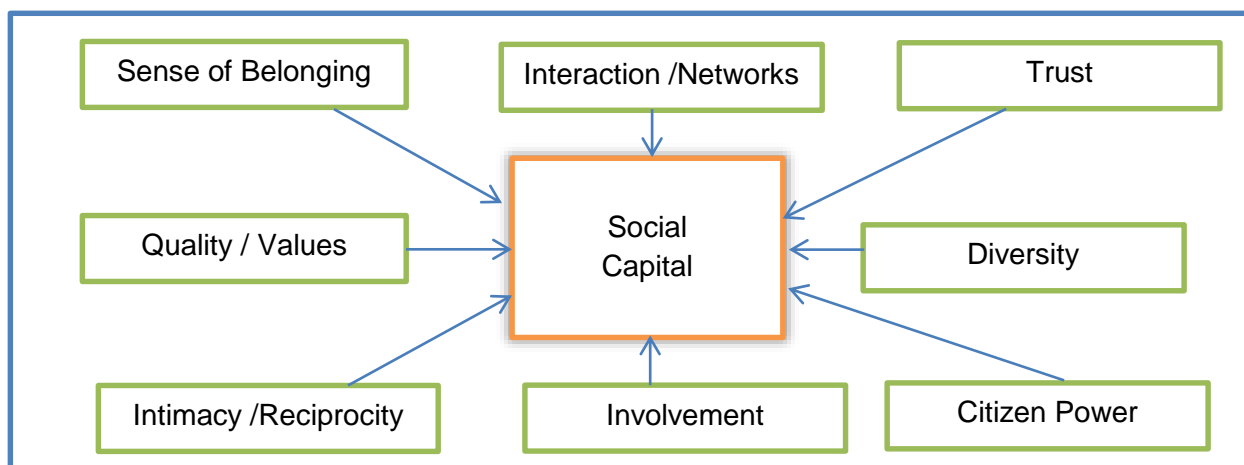 Sense of Belonging
Interaction /Networks
Trust
Quality / Values
Social
Capital
Diversity
Intimacy /Reciprocity
Involvement
Citizen Power